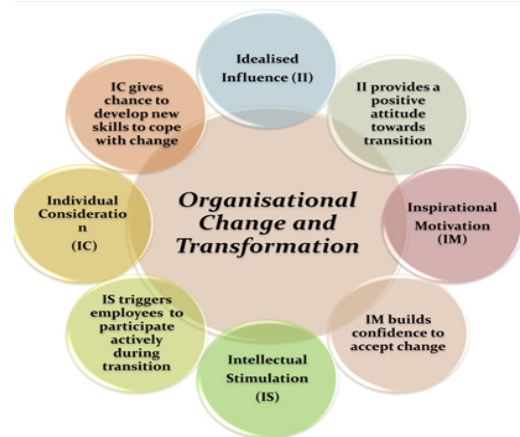 Idealised
Influence (II)
II provides a
positive
attitude
towards
transition
Inspirational
Motivation
(IM)
IM builds
confidence to
accept change
Intellectual
Stimulation
(IS)
IS triggers
employees to
participate
actively
during
transition
Individual
Consideratio
n
(IC)
IC gives
chance to
develop new
skills to cope
with change
Organisational
Change and
Transformation